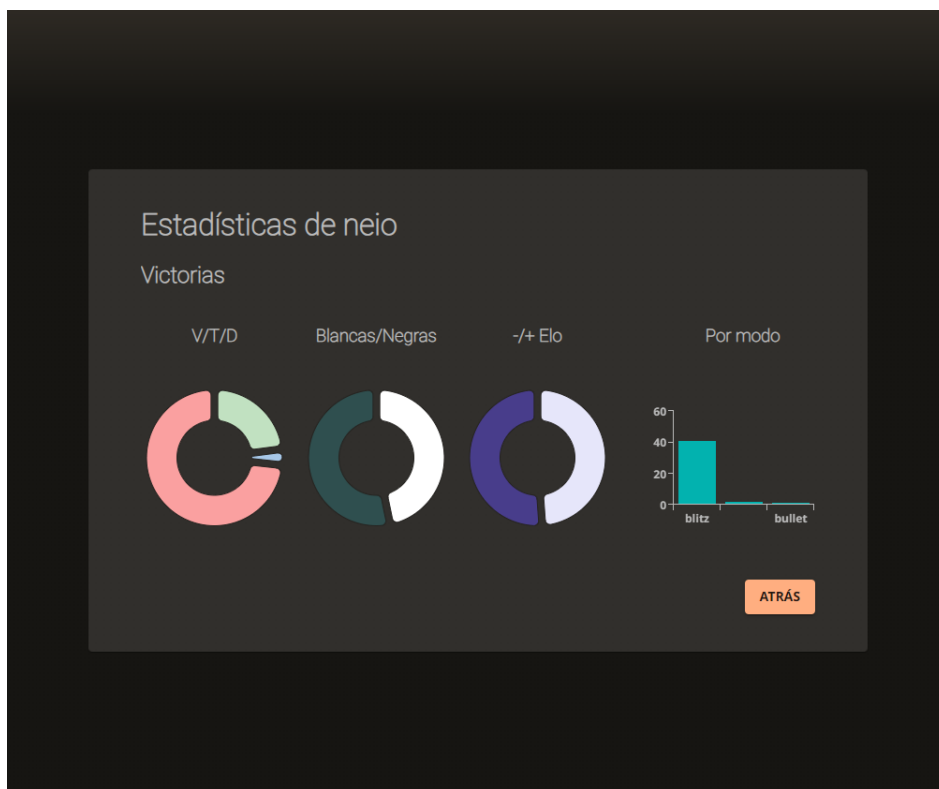 Estadísticas de neio
Victorias
V/T/D Blancas/Negras -/+ Elo Por modo
60
40
20
0
blitz bullet
ATRÁS